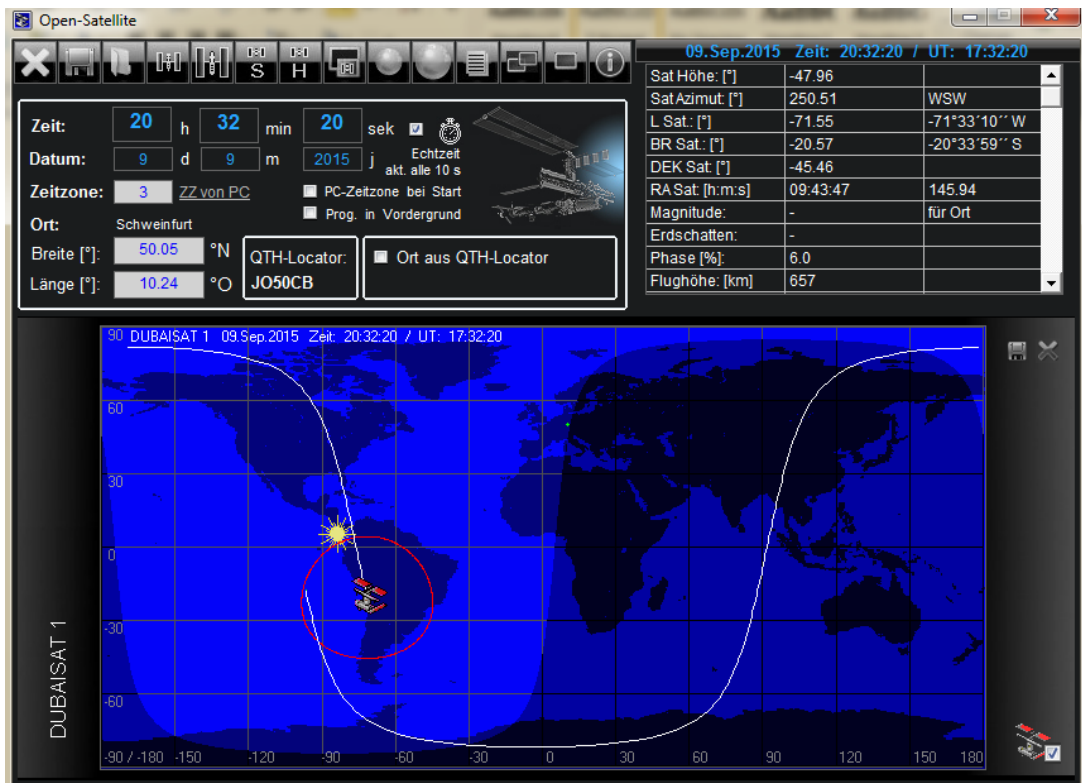 Open-Satellite
S H
09.Sep.2015 Zeit: 20:32:20 / UT: 17:32:20
Sat Höhe: [°] -47.96
Sat Azimut: [°] 250.51 WSW
L Sat.: [°] -71.55 -71°33´10´´ W
BR Sat.: [°] -20.57 -20°33´59´´ S
DEK Sat: [°] -45.46
RA Sat: [h:m:s] 09:43:47 145.94
Magnitude: - für Ort
Erdschatten: -
Phase [%]: 6.0
Flughöhe: [km] 657
Zeit: 20 h 32 min 20 sek
Datum: 9 d 9 m 2015 j
Echtzeit
akt. alle 10 s
Zeitzone: 3 ZZ von PC
PC-Zeitzone bei Start
Prog. in Vordergrund
Ort: Schweinfurt
Breite [°]: 50.05 °N
Länge [°]: 10.24 °O
QTH-Locator:
JO50CB
Ort aus QTH-Locator
DUBAISAT 1 09.Sep.2015 Zeit: 20:32:20 / UT: 17:32:20
90
60
30
0
-30
-60
-90 / -180 -150 -120 -90 -60 -30 0 30 60 90 120 150 180
DUBAISAT 1